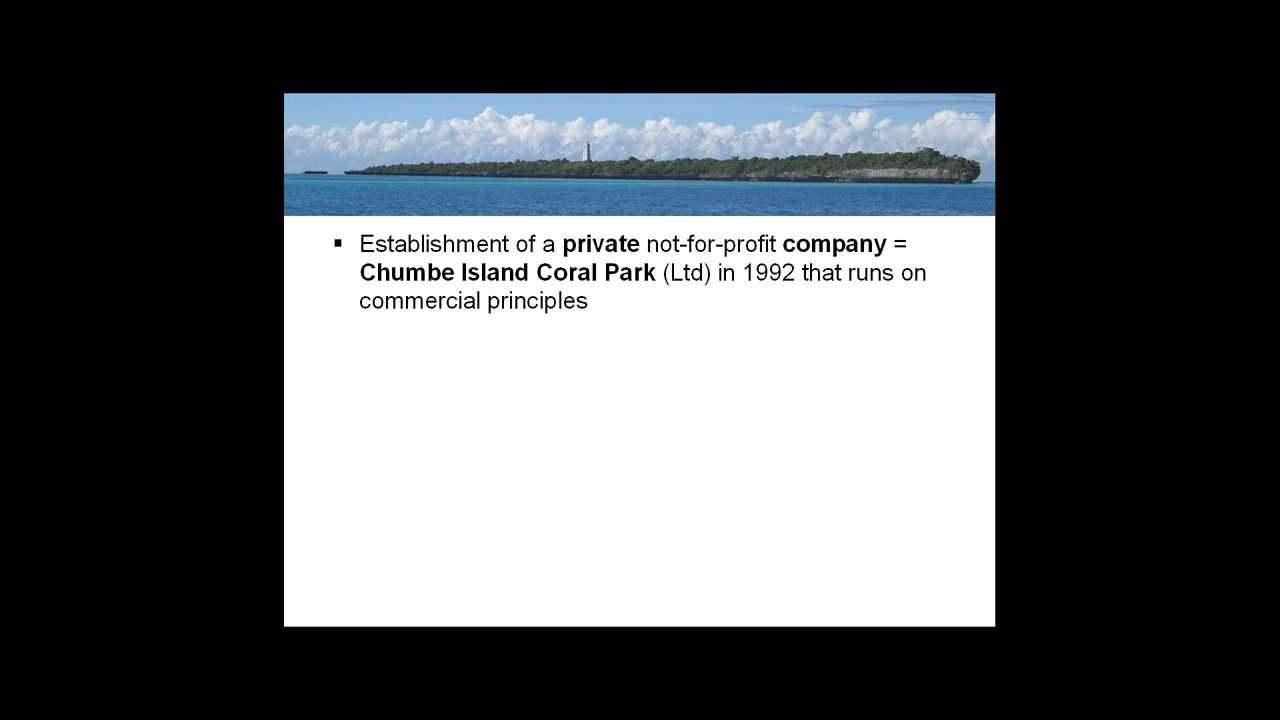 ▪ Establishment of a private not-for-profit company =
Chumbe Island Coral Park (Ltd) in 1992 that runs on
commercial principles